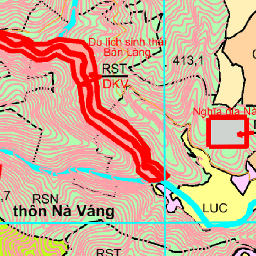 Du lịch sinh thái
Bản Làng
RST
413,1
DKV
Nghĩa địa Nà
RSN
LUC
thôn Nà Váng
RST